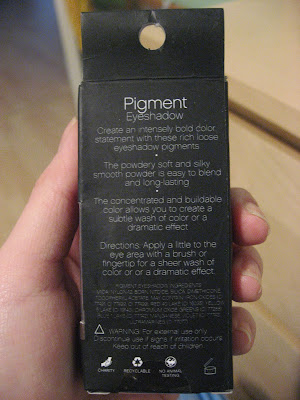 Pigment
Eyeshadow
Create an intensely bold color
statement with these rich loose
eyeshadow pigments
•
The powdery soft and silky
smooth powder is easy to blend
and long-lasting
•
The concentrated and buildable
color allows you to create a
subtle wash of color or a
dramatic effect
Directions: Apply a little to the
eye area with a brush or
fingertip for a sheer wash of
color or a dramatic effect.
PIGMENT EYESHADOW INGREDIENTS:
WARNING: For external use only
Discontinue use if signs if irritation occurs
Keep out of reach of children
CHARITY
RECYCLABLE
NO ANIMAL
TESTING